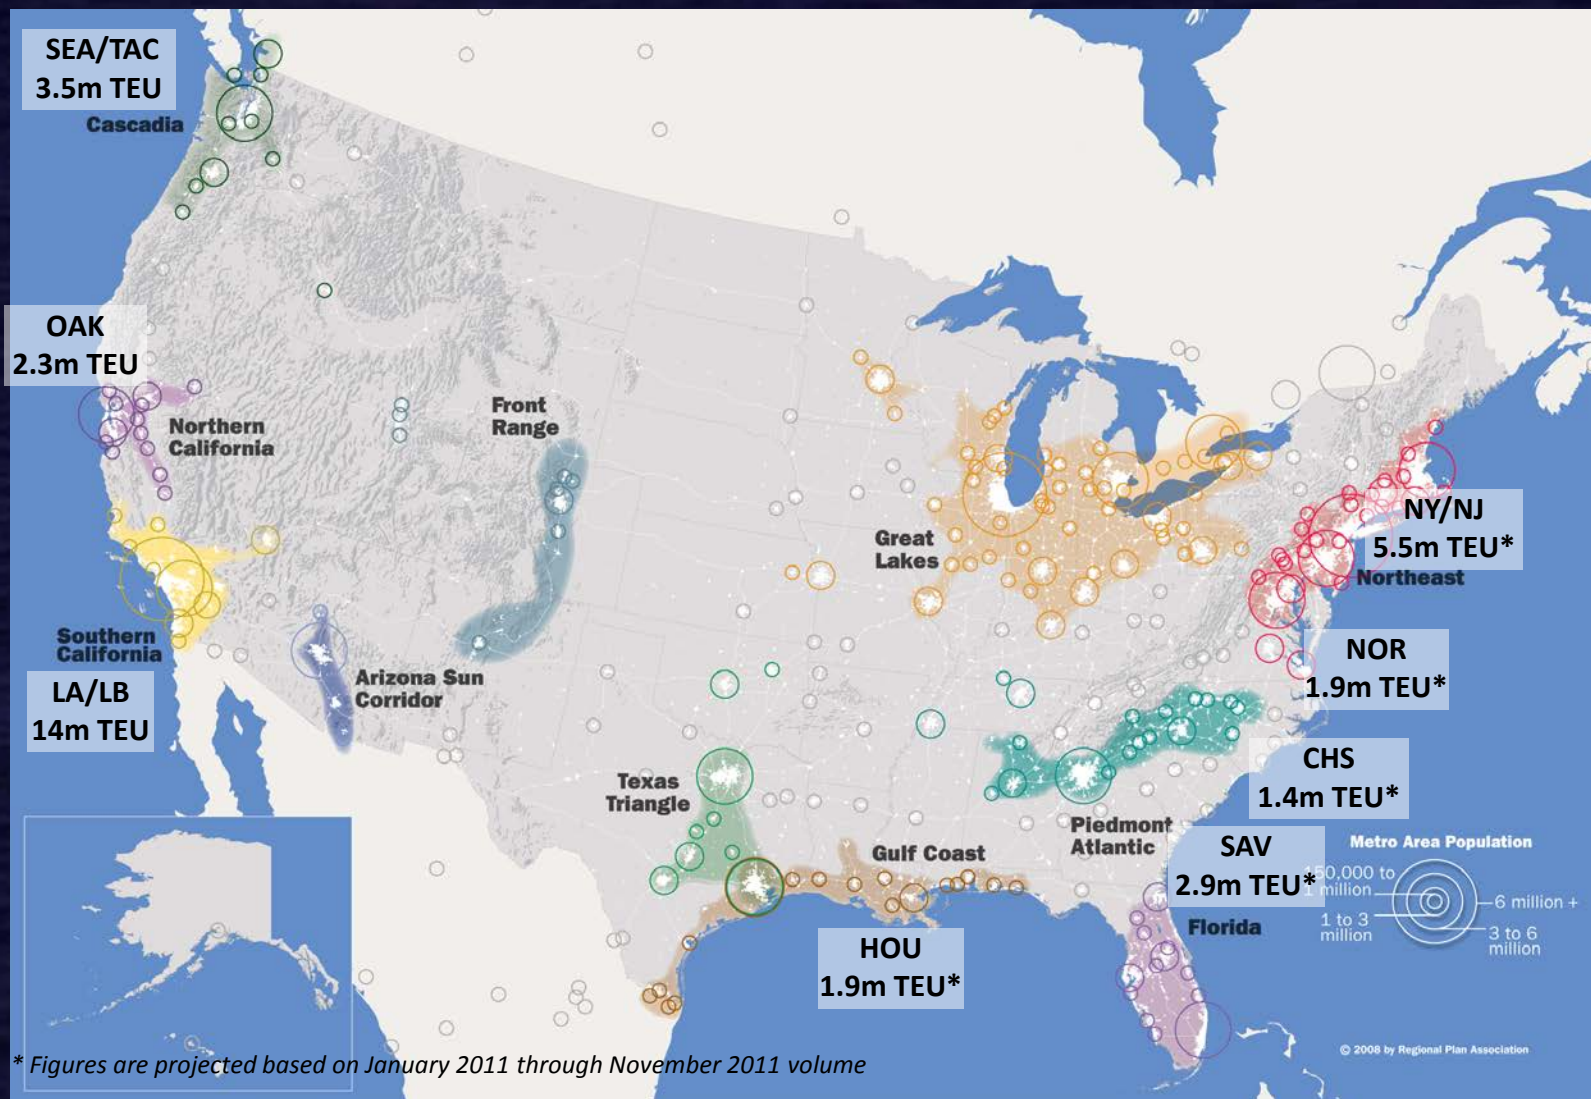 SEA/TAC
3.5m TEU
Cascadia
OAK
2.3m TEU
Northern
California
Front
Range
Great
Lakes
NY/NJ
5.5m TEU*
Northeast
Southern
California
LA/LB
14m TEU
Arizona Sun
Corridor
NOR
1.9m TEU*
CHS
1.4m TEU*
Texas
Triangle
Piedmont
Atlantic
Gulf Coast
SAV
2.9m TEU*
Metro Area Population
150,000 to
1 million
6 million +
1 to 3
million
3 to 6
million
Florida
HOU
1.9m TEU*
© 2008 by Regional Plan Association
* Figures are projected based on January 2011 through November 2011 volume